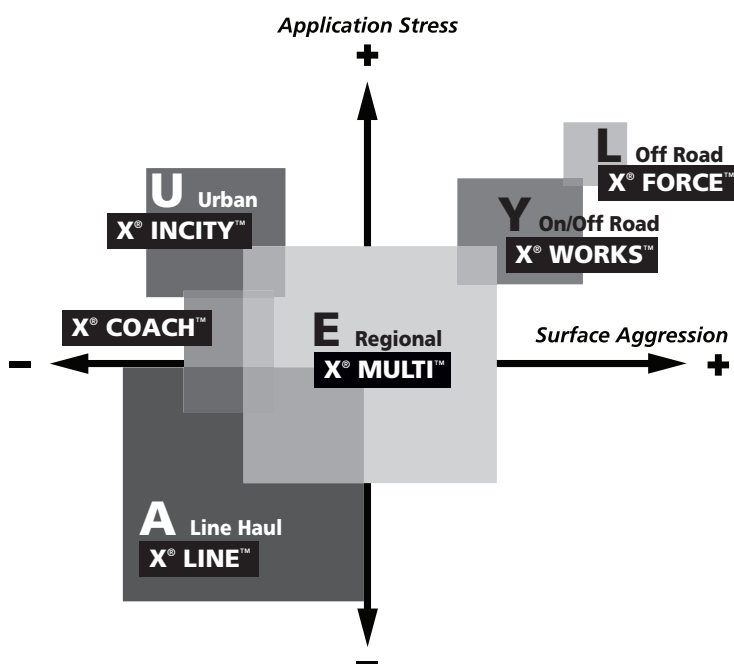 Application Stress
+
L Off Road
X® FORCE™
U Urban
X® INCITY™
Y On/Off Road
X® WORKS™
X® COACH™
E Regional
X® MULTI™
Surface Aggression
–
+
A Line Haul
X® LINE™
–